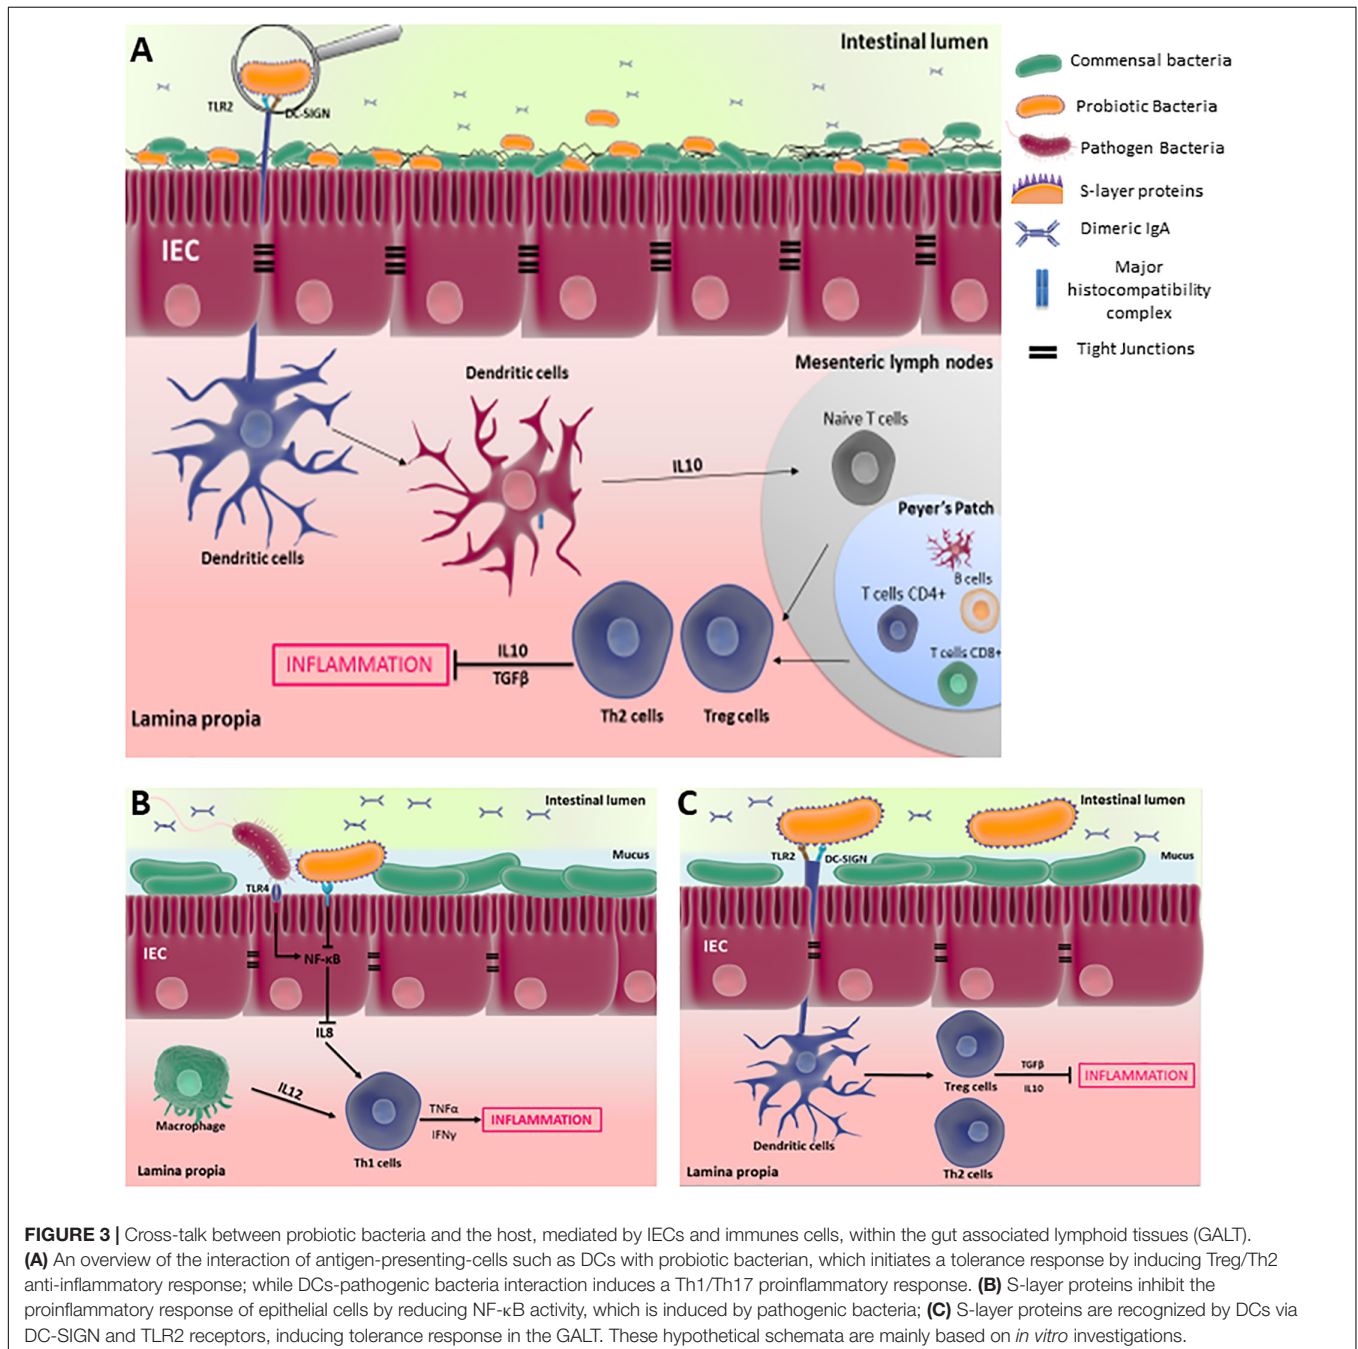 A
Intestinal lumen
TLR2
DC-SIGN
IEC
Mesenteric lymph nodes
Dendritic cells
Naive T cells
IL10
Peyer's Patch
Dendritic cells
B cells
T cells CD4+
T cells CD8+
INFLAMMATION
IL10
TGFβ
Lamina propia
Th2 cells
Treg cells
Commensal bacteria
Probiotic Bacteria
Pathogen Bacteria
S-layer proteins
Dimeric IgA
Major
histocompatibility
complex
Tight Junctions
B
Intestinal lumen
Mucus
TLR4
IEC
NF-κB
IL8
IL12
Macrophage
TNFα
IFNγ
INFLAMMATION
Th1 cells
Lamina propia
C
Intestinal lumen
TLR2
DC-SIGN
Mucus
IEC
Treg cells
TGFβ
IL10
INFLAMMATION
Dendritic cells
Th2 cells
Lamina propia
FIGURE 3 | Cross-talk between probiotic bacteria and the host, mediated by IECs and immunes cells, within the gut associated lymphoid tissues (GALT).
(A) An overview of the interaction of antigen-presenting-cells such as DCs with probiotic bacterian, which initiates a tolerance response by inducing Treg/Th2
anti-inflammatory response; while DCs-pathogenic bacteria interaction induces a Th1/Th17 proinflammatory response. (B) S-layer proteins inhibit the
proinflammatory response of epithelial cells by reducing NF-κB activity, which is induced by pathogenic bacteria; (C) S-layer proteins are recognized by DCs via
DC-SIGN and TLR2 receptors, inducing tolerance response in the GALT. These hypothetical schemata are mainly based on in vitro investigations.